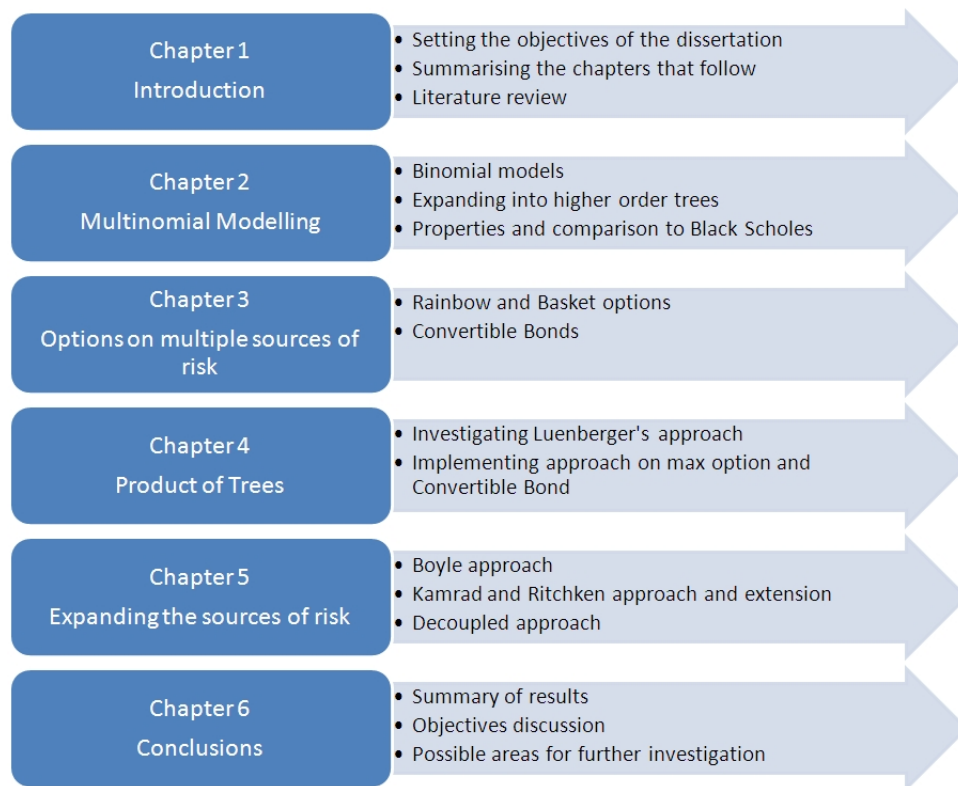 Chapter 1
Introduction
• Setting the objectives of the dissertation
• Summarising the chapters that follow
• Literature review
Chapter 2
Multinomial Modelling
• Binomial models
• Expanding into higher order trees
• Properties and comparison to Black Scholes
Chapter 3
Options on multiple sources of
risk
• Rainbow and Basket options
• Convertible Bonds
Chapter 4
Product of Trees
• Investigating Luenberger's approach
• Implementing approach on max option and
Convertible Bond
Chapter 5
Expanding the sources of risk
• Boyle approach
• Kamrad and Ritchken approach and extension
• Decoupled approach
Chapter 6
Conclusions
• Summary of results
• Objectives discussion
• Possible areas for further investigation